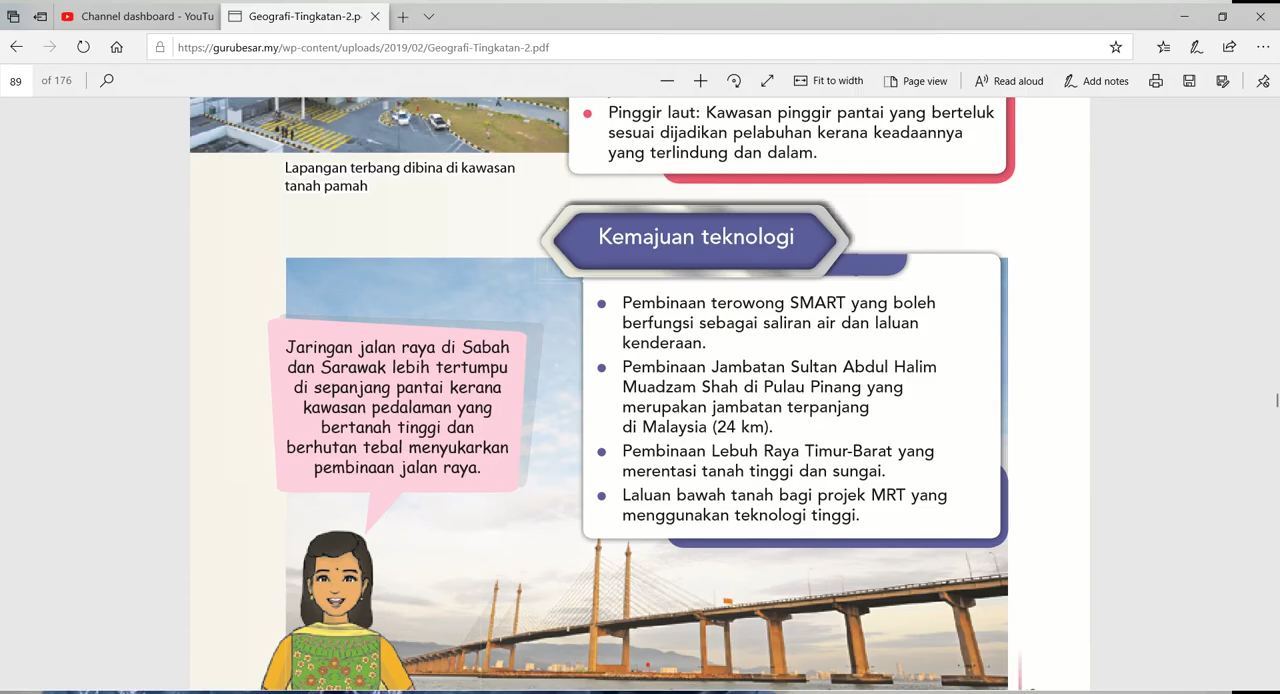 Channel dashboard - YouTu
Geografi-Tingkatan-2.p
https://gurubesar.my/wp-content/uploads/2019/02/Geografi-Tingkatan-2.pdf
89 of 176
Fit to width
Page view
Read aloud
Add notes
Pinggir laut: Kawasan pinggir pantai yang berteluk
sesuai dijadikan pelabuhan kerana keadaannya
yang terlindung dan dalam.
Lapangan terbang dibina di kawasan
tanah pamah
Kemajuan teknologi
Pembinaan terowong SMART yang boleh
berfungsi sebagai saliran air dan laluan
kenderaan.
Pembinaan Jambatan Sultan Abdul Halim
Muadzam Shah di Pulau Pinang yang
merupakan jambatan terpanjang
di Malaysia (24 km).
Pembinaan Lebuh Raya Timur-Barat yang
merentasi tanah tinggi dan sungai.
Laluan bawah tanah bagi projek MRT yang
menggunakan teknologi tinggi.
Jaringan jalan raya di Sabah
dan Sarawak lebih tertumpu
di sepanjang pantai kerana
kawasan pedalaman yang
bertanah tinggi dan
berhutan tebal menyukarkan
pembinaan jalan raya.